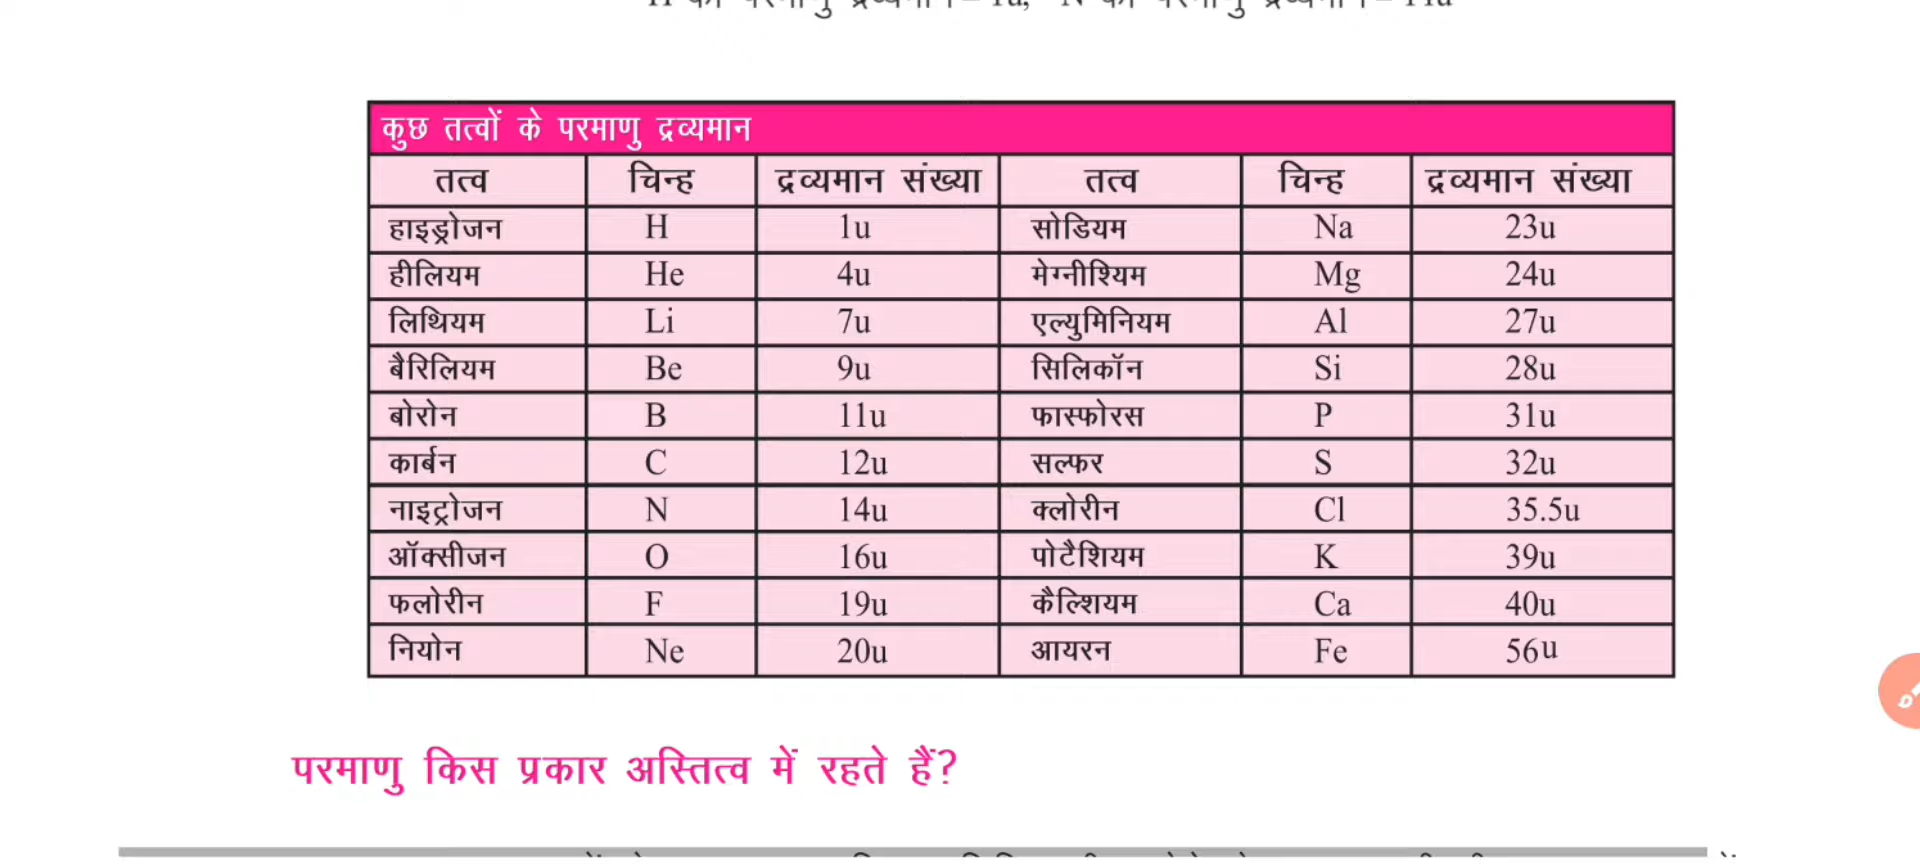 कुछ तत्वों के परमाणु द्रव्यमान
तत्व चिन्ह द्रव्यमान संख्या तत्व चिन्ह द्रव्यमान संख्या
हाइड्रोजन H 1u सोडियम Na 23u
हीलियम He 4u मेग्नीश्यिम Mg 24u
लिथियम Li 7u एल्युमिनियम Al 27u
बैरिलियम Be 9u सिलिकॉन Si 28u
बोरोन B 11u फास्फोरस P 31u
कार्बन C 12u सल्फर S 32u
नाइट्रोजन N 14u क्लोरीन Cl 35.5u
ऑक्सीजन O 16u पोटैशियम K 39u
फलोरीन F 19u कैल्शियम Ca 40u
नियोन Ne 20u आयरन Fe 56u
परमाणु किस प्रकार अस्तित्व में रहते हैं?